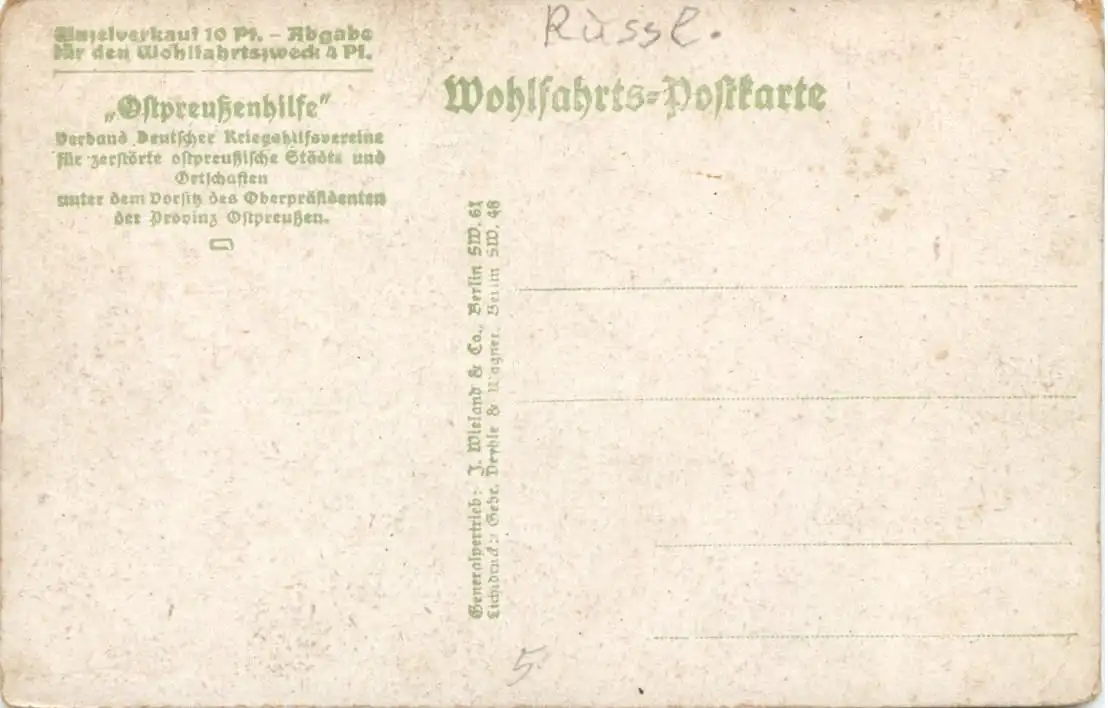 Einzelverkauf 10 Pf. – Abgabe
für den Wohlfahrtszweck 4 Pf.
„Ostpreußenhilfe"
Verband Deutscher Kriegshilfsvereine
für zerstörte ostpreußische Städte und
Ortschaften
unter dem Vorsitz des Oberpräsidenten
der Provinz Ostpreußen.
Russl.
Wohlfahrts-Postkarte
Generalvertrieb: J. Wieland & Co., Berlin SW. 61
Lichtdruck: Gebr. & Wagner, Berlin SW. 48
5